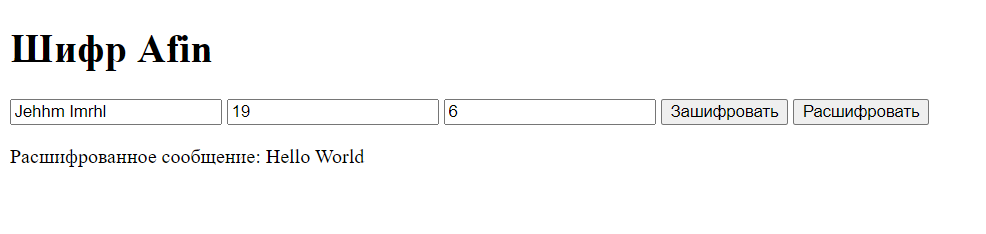 Шифр Afin
Jehhm Imrhl 19 6 Зашифровать Расшифровать
Расшифрованное сообщение: Hello World